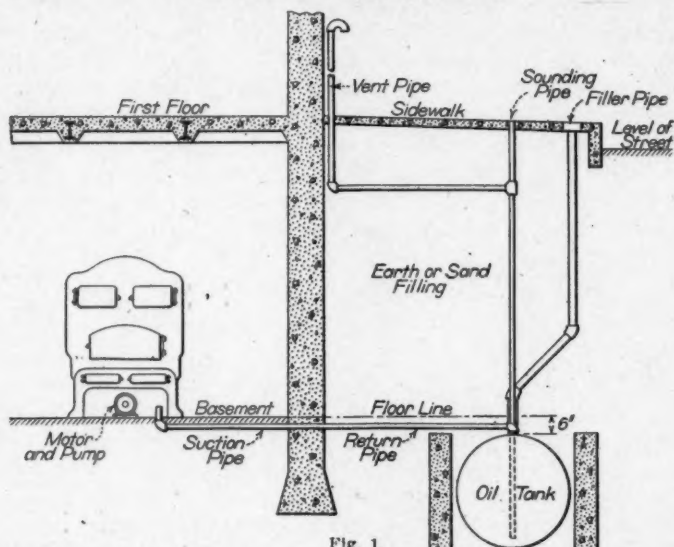 Vent Pipe
Sounding
Pipe
Filler Pipe
First Floor
Sidewalk
Level of
Street
Earth or Sand
Filling
Basement
Floor Line
6"
Motor
and Pump
Suction
Pipe
Return
Pipe
Oil Tank
Fig. 1